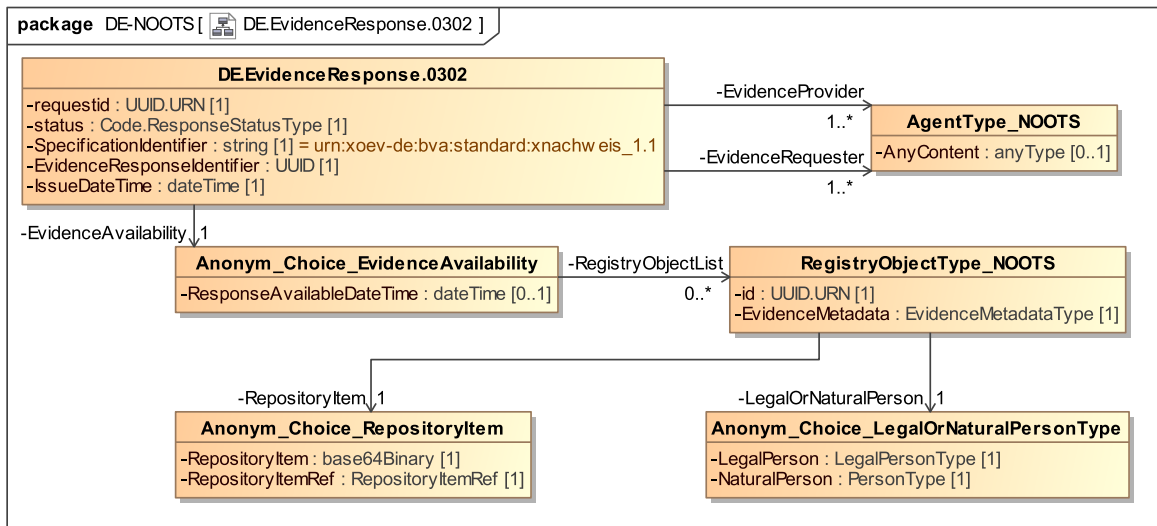 package DE-NOOTS [ DE.EvidenceResponse.0302 ]
DE.EvidenceResponse.0302
-requestid : UUID.URN [1]
-status : Code.ResponseStatusType [1]
-SpecificationIdentifier : string [1] = urn:xoev-de:bva:standard:xnachweis_1.1
-EvidenceResponseIdentifier : UUID [1]
-IssueDateTime : dateTime [1]
-EvidenceProvider
1..*
-EvidenceRequester
1..*
AgentType_NOOTS
-AnyContent : anyType [0..1]
-EvidenceAvailability 1
Anonym_Choice_EvidenceAvailability
-ResponseAvailableDateTime : dateTime [0..1]
-RegistryObjectList
0..*
RegistryObjectType_NOOTS
-id : UUID.URN [1]
-EvidenceMetadata : EvidenceMetadataType [1]
-RepositoryItem 1
-LegalOrNaturalPerson 1
Anonym_Choice_RepositoryItem
-RepositoryItem : base64Binary [1]
-RepositoryItemRef : RepositoryItemRef [1]
Anonym_Choice_LegalOrNaturalPersonType
-LegalPerson : LegalPersonType [1]
-NaturalPerson : PersonType [1]